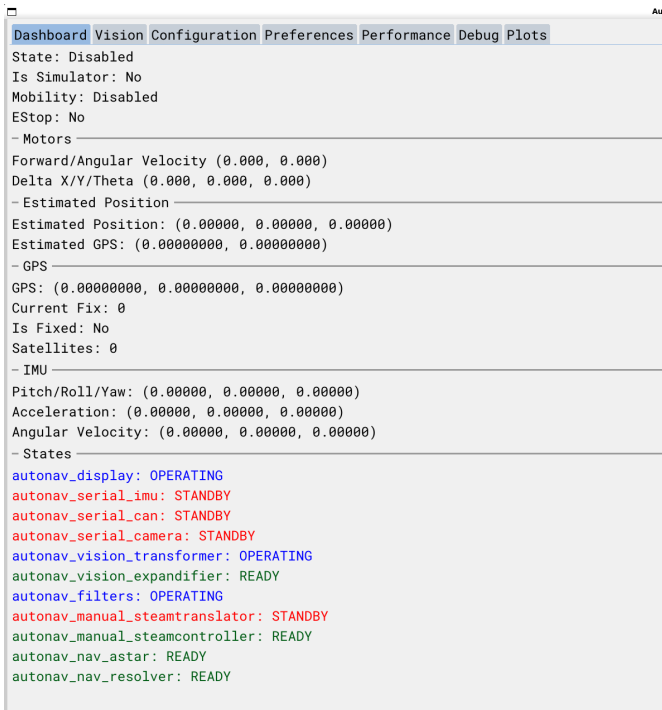 Au
Dashboard Vision Configuration Preferences Performance Debug Plots
State: Disabled
Is Simulator: No
Mobility: Disabled
EStop: No
Motors
Forward/Angular Velocity (0.000, 0.000)
Delta X/Y/Theta (0.000, 0.000, 0.000)
Estimated Position
Estimated Position: (0.00000, 0.00000, 0.00000)
Estimated GPS: (0.00000000, 0.00000000)
GPS
GPS: (0.00000000, 0.00000000, 0.00000000)
Current Fix: 0
Is Fixed: No
Satellites: 0
IMU
Pitch/Roll/Yaw: (0.00000, 0.00000, 0.00000)
Acceleration: (0.00000, 0.00000, 0.00000)
Angular Velocity: (0.00000, 0.00000, 0.00000)
States
autonav_display: OPERATING
autonav_serial_imu: STANDBY
autonav_serial_can: STANDBY
autonav_serial_camera: STANDBY
autonav_vision_transformer: OPERATING
autonav_vision_expandifier: READY
autonav_filters: OPERATING
autonav_manual_steamtranslator: STANDBY
autonav_manual_steamcontroller: READY
autonav_nav_astar: READY
autonav_nav_resolver: READY